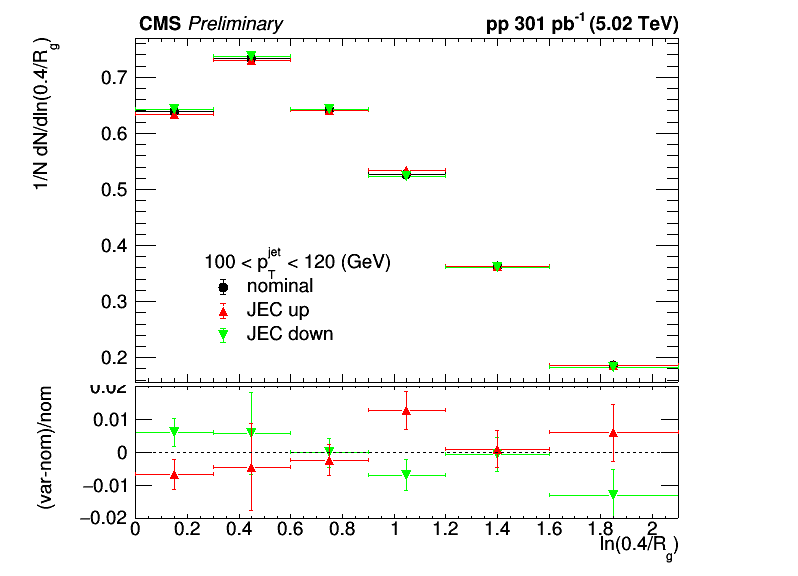 CMS Preliminary
pp 301 pb-1 (5.02 TeV)
1/N dN/dln(0.4/Rg)
0.7
0.6
0.5
0.4
0.3
0.2
100 < pTjet < 120 (GeV)
nominal
JEC up
JEC down
(var-nom)/nom
0.02
0.01
0
−0.01
−0.02
0 0.2 0.4 0.6 0.8 1 1.2 1.4 1.6 1.8 2
ln(0.4/Rg)